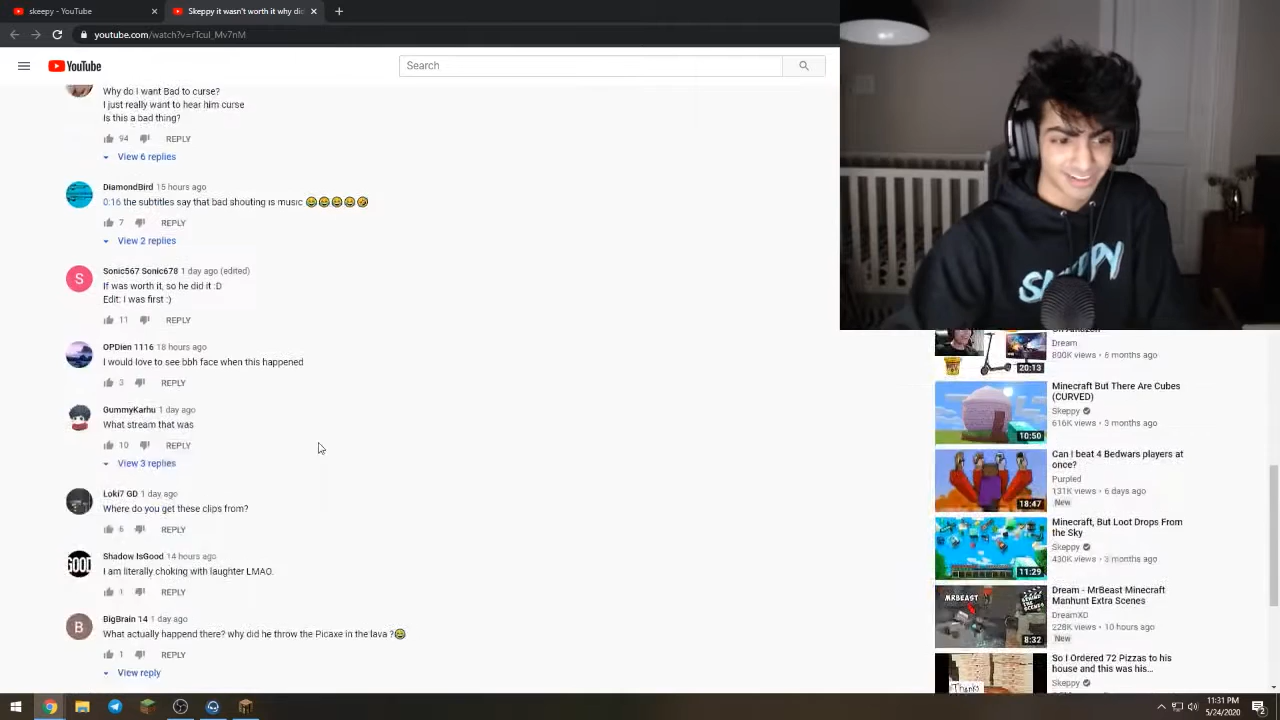 skeepy - YouTube
Skeppy it wasn't worth it why did
youtube.com/watch?v=rTcul_Mv7nM
YouTube
Search
Why do I want Bad to curse?
I just really want to hear him curse
Is this a bad thing?
94 REPLY
View 6 replies
DiamondBird 15 hours ago
0:16 the subtitles say that bad shouting is music 😂😂😂😂🤣
7 REPLY
View 2 replies
Sonic567 Sonic678 1 day ago (edited)
If was worth it, so he did it :D
Edit: I was first :)
11 REPLY
OPDien 1116 18 hours ago
I would love to see bbh face when this happened
3 REPLY
GummyKarhu 1 day ago
What stream that was
10 REPLY
View 3 replies
Loki7 GD 1 day ago
Where do you get these clips from?
6 REPLY
GOOD
Shadow IsGood 14 hours ago
I am literally choking with laughter LMAO
1 REPLY
BigBrain 14 1 day ago
What actually happend there? why did he throw the Picaxe in the lava ?😂
1 REPLY
View reply
S
B
SKEPPY
On Amazon
Dream
800K views • 6 months ago
20:13
Minecraft But There Are Cubes
(CURVED)
Skeppy
616K views • 3 months ago
10:50
Can I beat 4 Bedwars players at
once?
Purpled
131K views • 6 days ago
New
18:47
Minecraft, But Loot Drops From
the Sky
Skeppy
430K views • 3 months ago
11:29
MRBEAST
BEHIND
THE
SCENES
Dream - MrBeast Minecraft
Manhunt Extra Scenes
DreamXD
228K views • 10 hours ago
New
8:32
So I Ordered 72 Pizzas to his
house and this was his...
Skeppy
Thanks
11:31 PM
5/24/2020
2